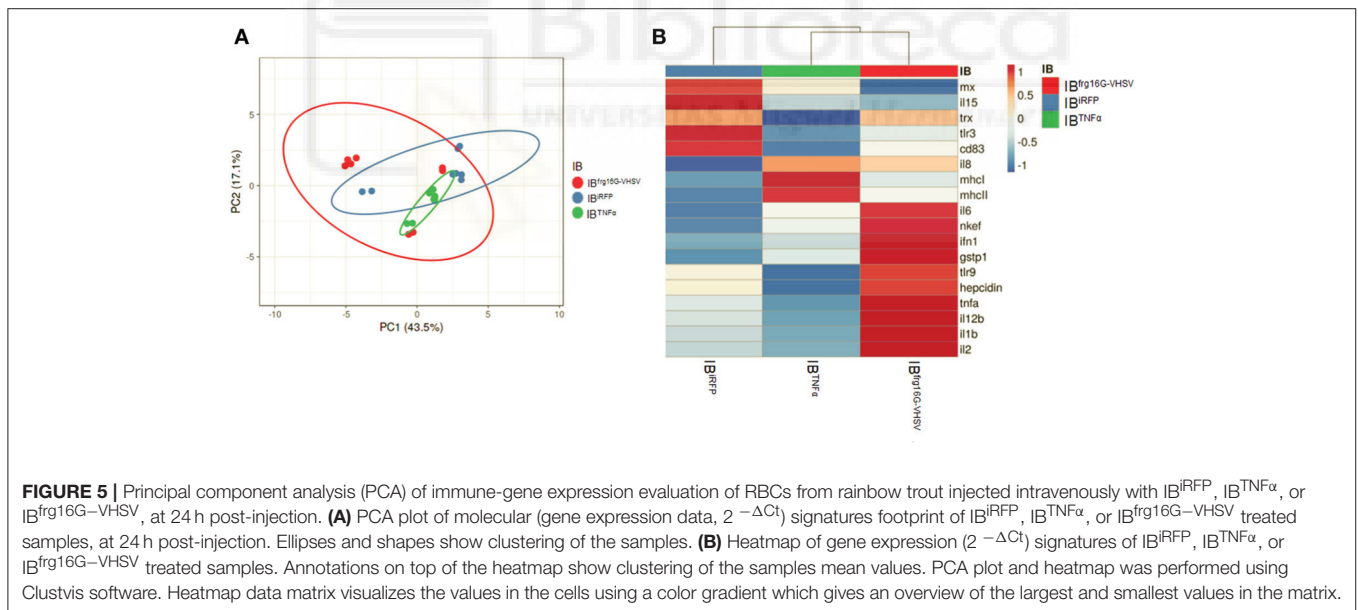 Biblioteca
UNIVERSITAS Miguel Hernández
A
B
5
0
-5
PC2 (17.1%)
-10
-5
0
5
10
PC1 (43.5%)
IB
IBfrg16G-VHSV
IBiRFP
IBTNFα
IB
mx
il15
trx
tlr3
cd83
il8
mhcI
mhcII
il6
nkef
ifn1
gstp1
tlr9
hepcidin
tnfa
il12b
il1b
il2
1
0.5
0
-0.5
-1
IB
IBfrg16G-VHSV
IBiRFP
IBTNFα
IBiRFP
IBTNFα
IBfrg16G-VHSV
FIGURE 5 | Principal component analysis (PCA) of immune-gene expression evaluation of RBCs from rainbow trout injected intravenously with IBiRFP, IBTNFα, or
IBfrg16G−VHSV, at 24 h post-injection. (A) PCA plot of molecular (gene expression data, 2 −ΔCt) signatures footprint of IBiRFP, IBTNFα, or IBfrg16G−VHSV treated
samples, at 24 h post-injection. Ellipses and shapes show clustering of the samples. (B) Heatmap of gene expression (2 −ΔCt) signatures of IBiRFP, IBTNFα, or
IBfrg16G−VHSV treated samples. Annotations on top of the heatmap show clustering of the samples mean values. PCA plot and heatmap was performed using
Clustvis software. Heatmap data matrix visualizes the values in the cells using a color gradient which gives an overview of the largest and smallest values in the matrix.